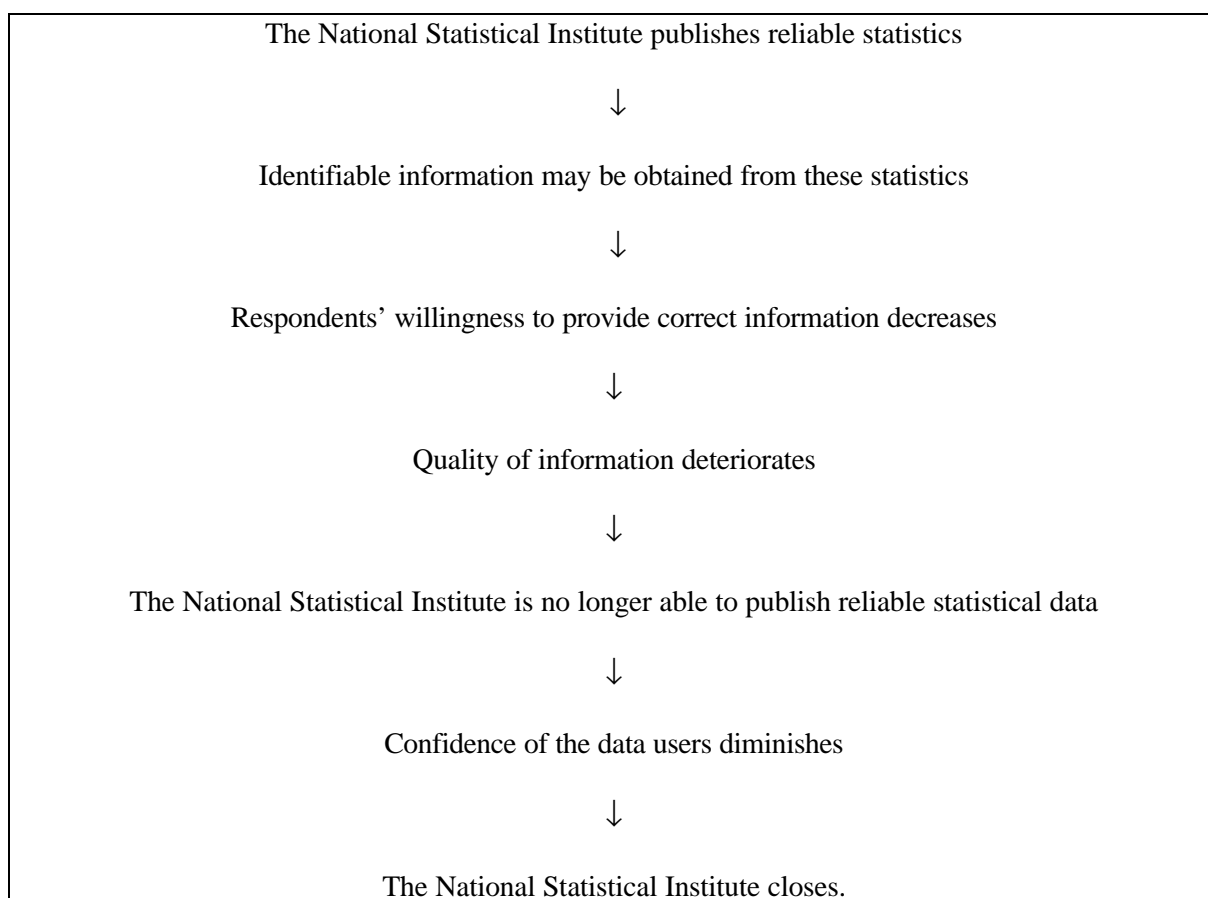 The National Statistical Institute publishes reliable statistics
↓
Identifiable information may be obtained from these statistics
↓
Respondents’ willingness to provide correct information decreases
↓
Quality of information deteriorates
↓
The National Statistical Institute is no longer able to publish reliable statistical data
↓
Confidence of the data users diminishes
↓
The National Statistical Institute closes.